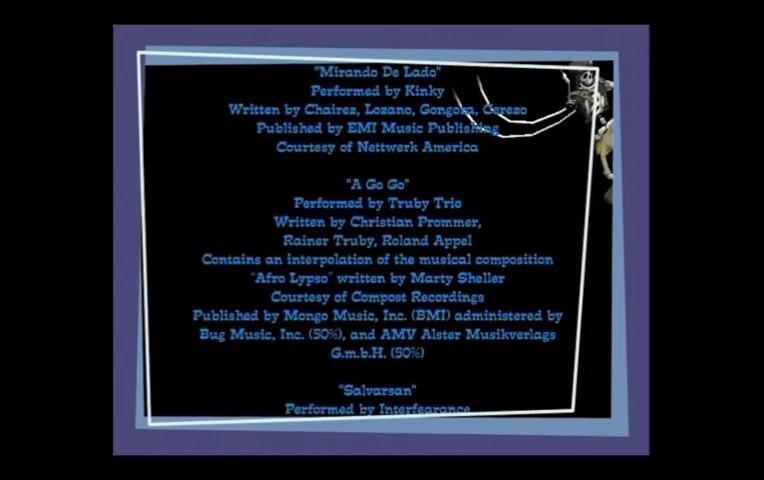 "Mirando De Lado"
Performed by Kinky
Written by Chairez, Lozano, Gongora, Cerezo
Published by EMI Music Publishing
Courtesy of Nettwerk America
"A Go Go"
Performed by Truby Trio
Written by Christian Prommer,
Rainer Truby, Roland Appel
Contains an interpolation of the musical composition
"Afro Lypso" written by Marty Sheller
Courtesy of Compost Recordings
Published by Mongo Music, Inc. (BMI) administered by
Bug Music, Inc. (50%), and AMV Alster Musikverlags
G.m.b.H. (50%)
"Salvarsan"
Performed by Interfearance